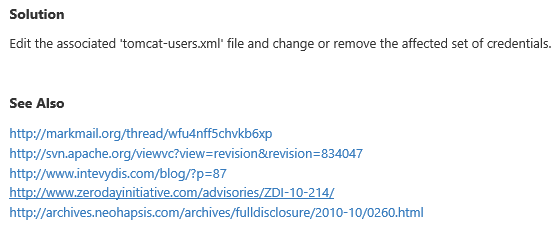 Solution
Edit the associated 'tomcat-users.xml' file and change or remove the affected set of credentials.
See Also
http://markmail.org/thread/wfu4nff5chvkb6xp
http://svn.apache.org/viewvc?view=revision&revision=834047
http://www.intevydis.com/blog/?p=87
http://www.zerodayinitiative.com/advisories/ZDI-10-214/
http://archives.neohapsis.com/archives/fulldisclosure/2010-10/0260.html